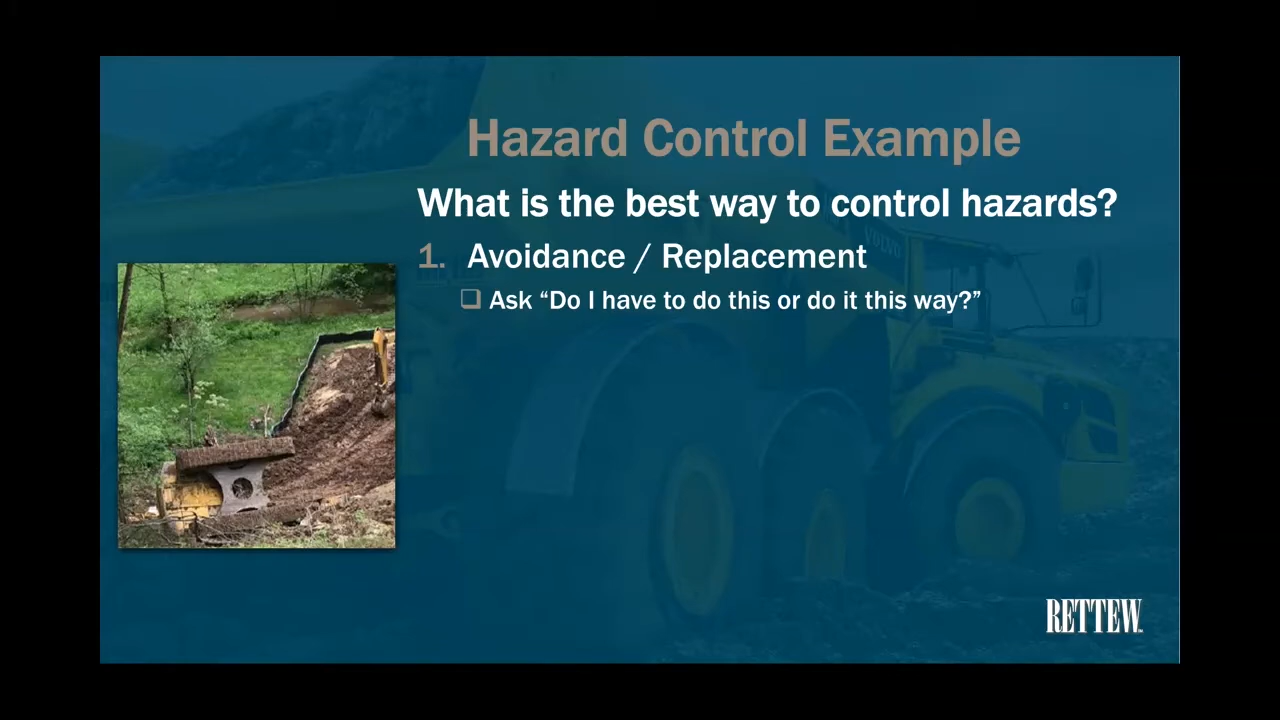 Hazard Control Example
What is the best way to control hazards?
1. Avoidance / Replacement
❑ Ask “Do I have to do this or do it this way?”
VOLVO
RETTEW